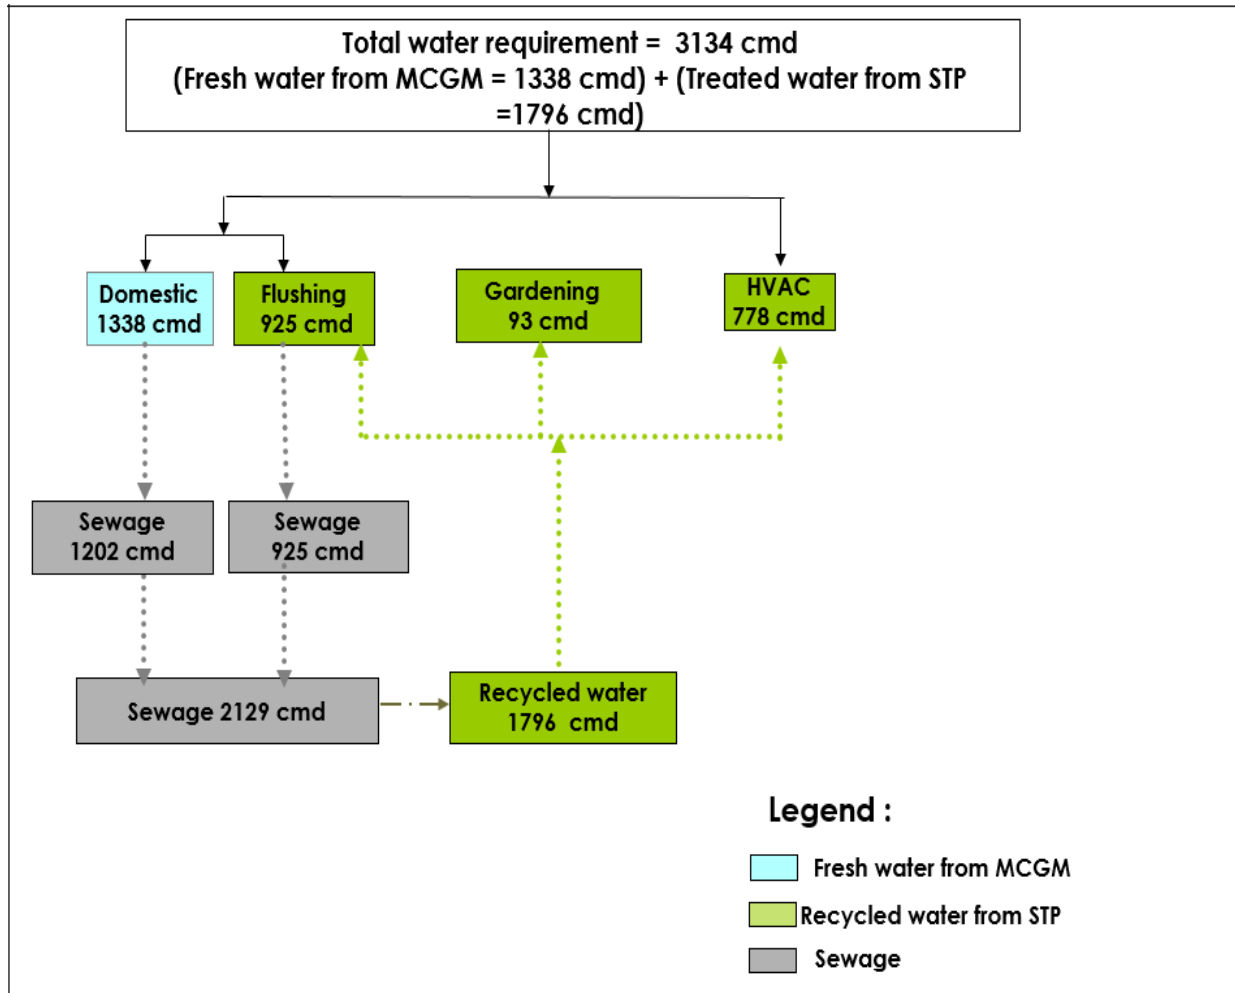 Total water requirement = 3134 cmd
(Fresh water from MCGM = 1338 cmd) + (Treated water from STP
=1796 cmd)
Domestic
1338 cmd
Flushing
925 cmd
Gardening
93 cmd
HVAC
778 cmd
Sewage
1202 cmd
Sewage
925 cmd
Sewage 2129 cmd
Recycled water
1796 cmd
Legend :
Fresh water from MCGM
Recycled water from STP
Sewage